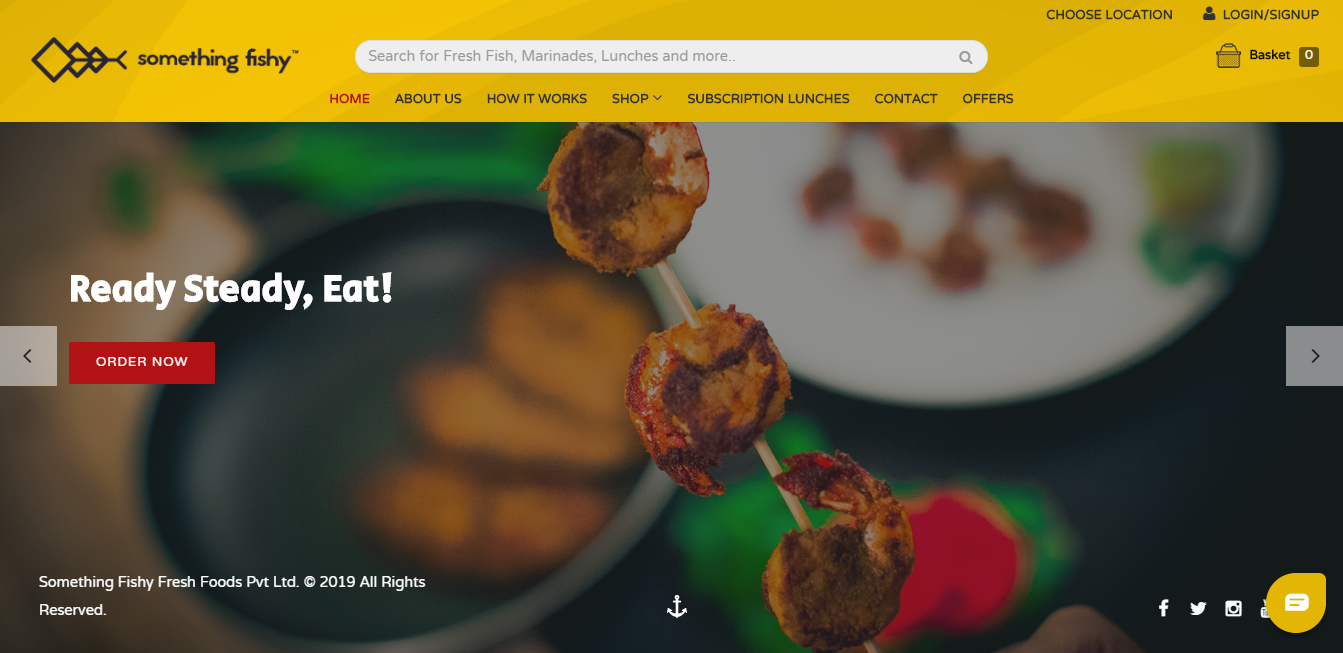 CHOOSE LOCATION
LOGIN/SIGNUP
something fishy™
Search for Fresh Fish, Marinades, Lunches and more..
Basket 0
HOME ABOUT US HOW IT WORKS SHOP SUBSCRIPTION LUNCHES CONTACT OFFERS
Ready Steady, Eat!
ORDER NOW
Something Fishy Fresh Foods Pvt Ltd. © 2019 All Rights
Reserved.